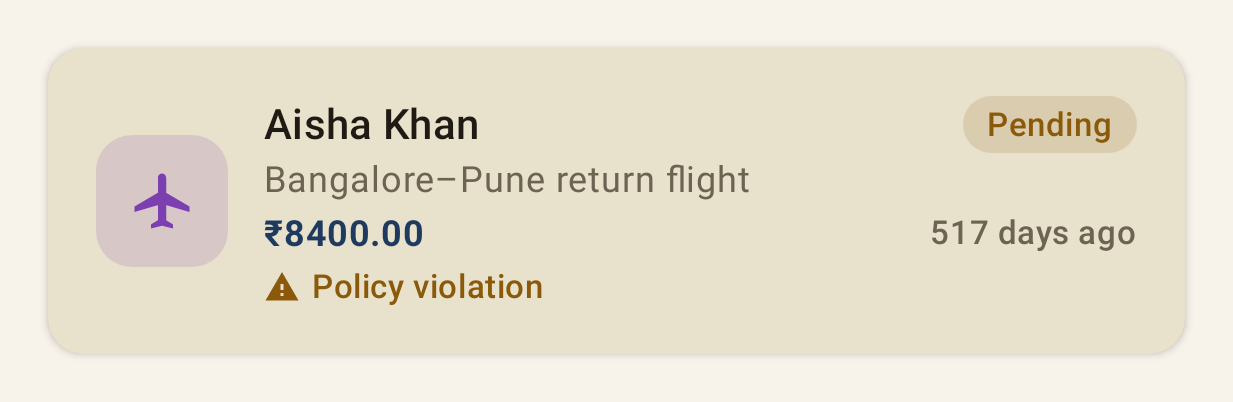 Aisha Khan
Pending
Bangalore–Pune return flight
₹8400.00
517 days ago
Policy violation